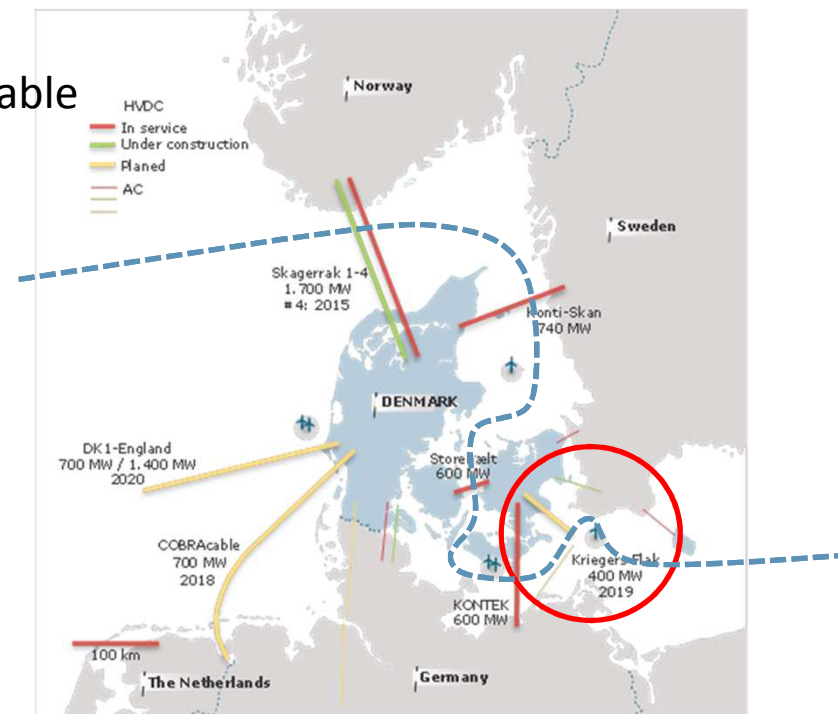 able
HVDC
In service
Under construction
Planed
AC
Norway
Sweden
Skagerrak 1-4
1.700 MW
# 4: 2015
Konti-Skan
740 MW
DENMARK
DK1-England
700 MW / 1.400 MW
2020
Storebælt
600 MW
COBRAcable
700 MW
2018
Kriegers Flak
400 MW
2019
KONTEK
600 MW
100 km
The Netherlands
Germany